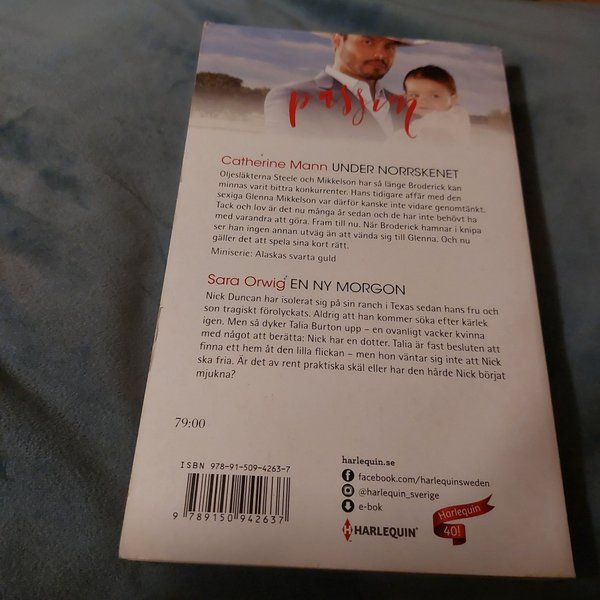 passion
Catherine Mann UNDER NORRSKENET
Oljesläkterna Steele och Mikkelson har så länge Broderick kan
minnas varit bittra konkurrenter. Hans tidigare affär med den
sexiga Glenna Mikkelson var därför kanske inte vidare genomtänkt.
Tack och lov är det nu många år sedan och de har inte behövt ha
med varandra att göra. Fram till nu. När Broderick hamnar i knipa
ser han ingen annan utväg än att vända sig till Glenna. Och nu
gäller det att spela sina kort rätt.
Miniserie: Alaskas svarta guld
Sara Orwig EN NY MORGON
Nick Duncan har isolerat sig på sin ranch i Texas sedan hans fru och
son tragiskt förolyckats. Aldrig att han kommer söka efter kärlek
igen. Men så dyker Talia Burton upp – en ovanligt vacker kvinna
med något att berätta: Nick har en dotter. Talia är fast besluten att
finna ett hem åt den lilla flickan – men hon väntar sig inte att Nick
ska fria. Är det av rent praktiska skäl eller har den hårde Nick börjat
mjukna?
79:00
ISBN 978-91-509-4263-7
9 789150 942637
harlequin.se
facebook.com/harlequinsweden
@harlequin_sverige
e-bok
HARLEQUIN®
Harlequin
40!